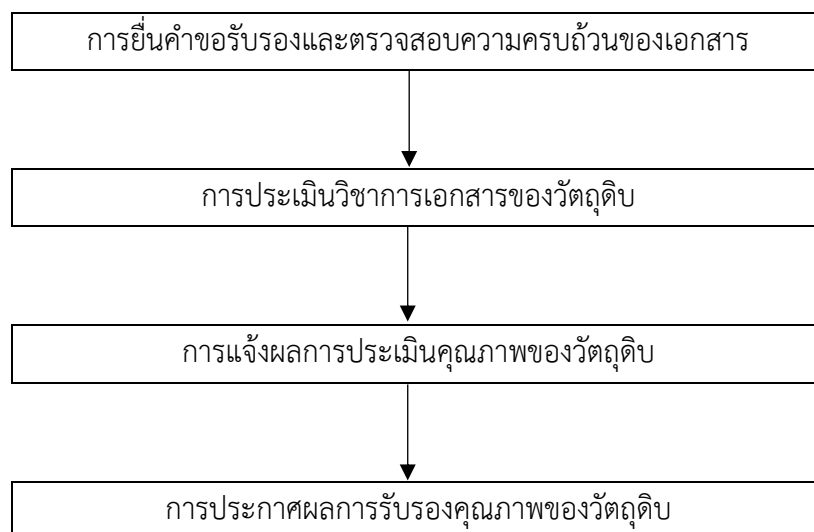 การยื่นคำขอรับรองและตรวจสอบความครบถ้วนของเอกสาร
การประเมินวิชาการเอกสารของวัตถุดิบ
การแจ้งผลการประเมินคุณภาพของวัตถุดิบ
การประกาศผลการรับรองคุณภาพของวัตถุดิบ